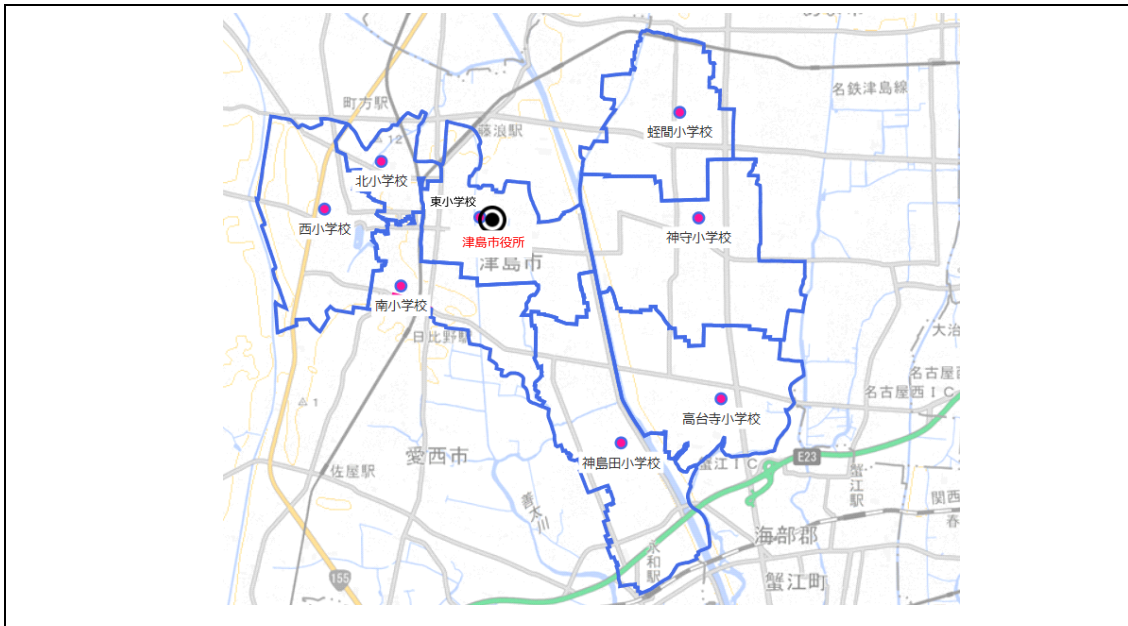 名鉄津島線
町方駅
蛭間小学校
藤浪駅
12
北小学校
東小学校
西小学校
津島市役所
神守小学校
津島市
南小学校
日比野駅
大治
名古屋西IC
1
高台寺小学校
愛西市
神島田小学校
佐屋駅
蟹江IC
E23
蟹江駅
善太川
関西
春
海部郡
永和駅
155
蟹江町